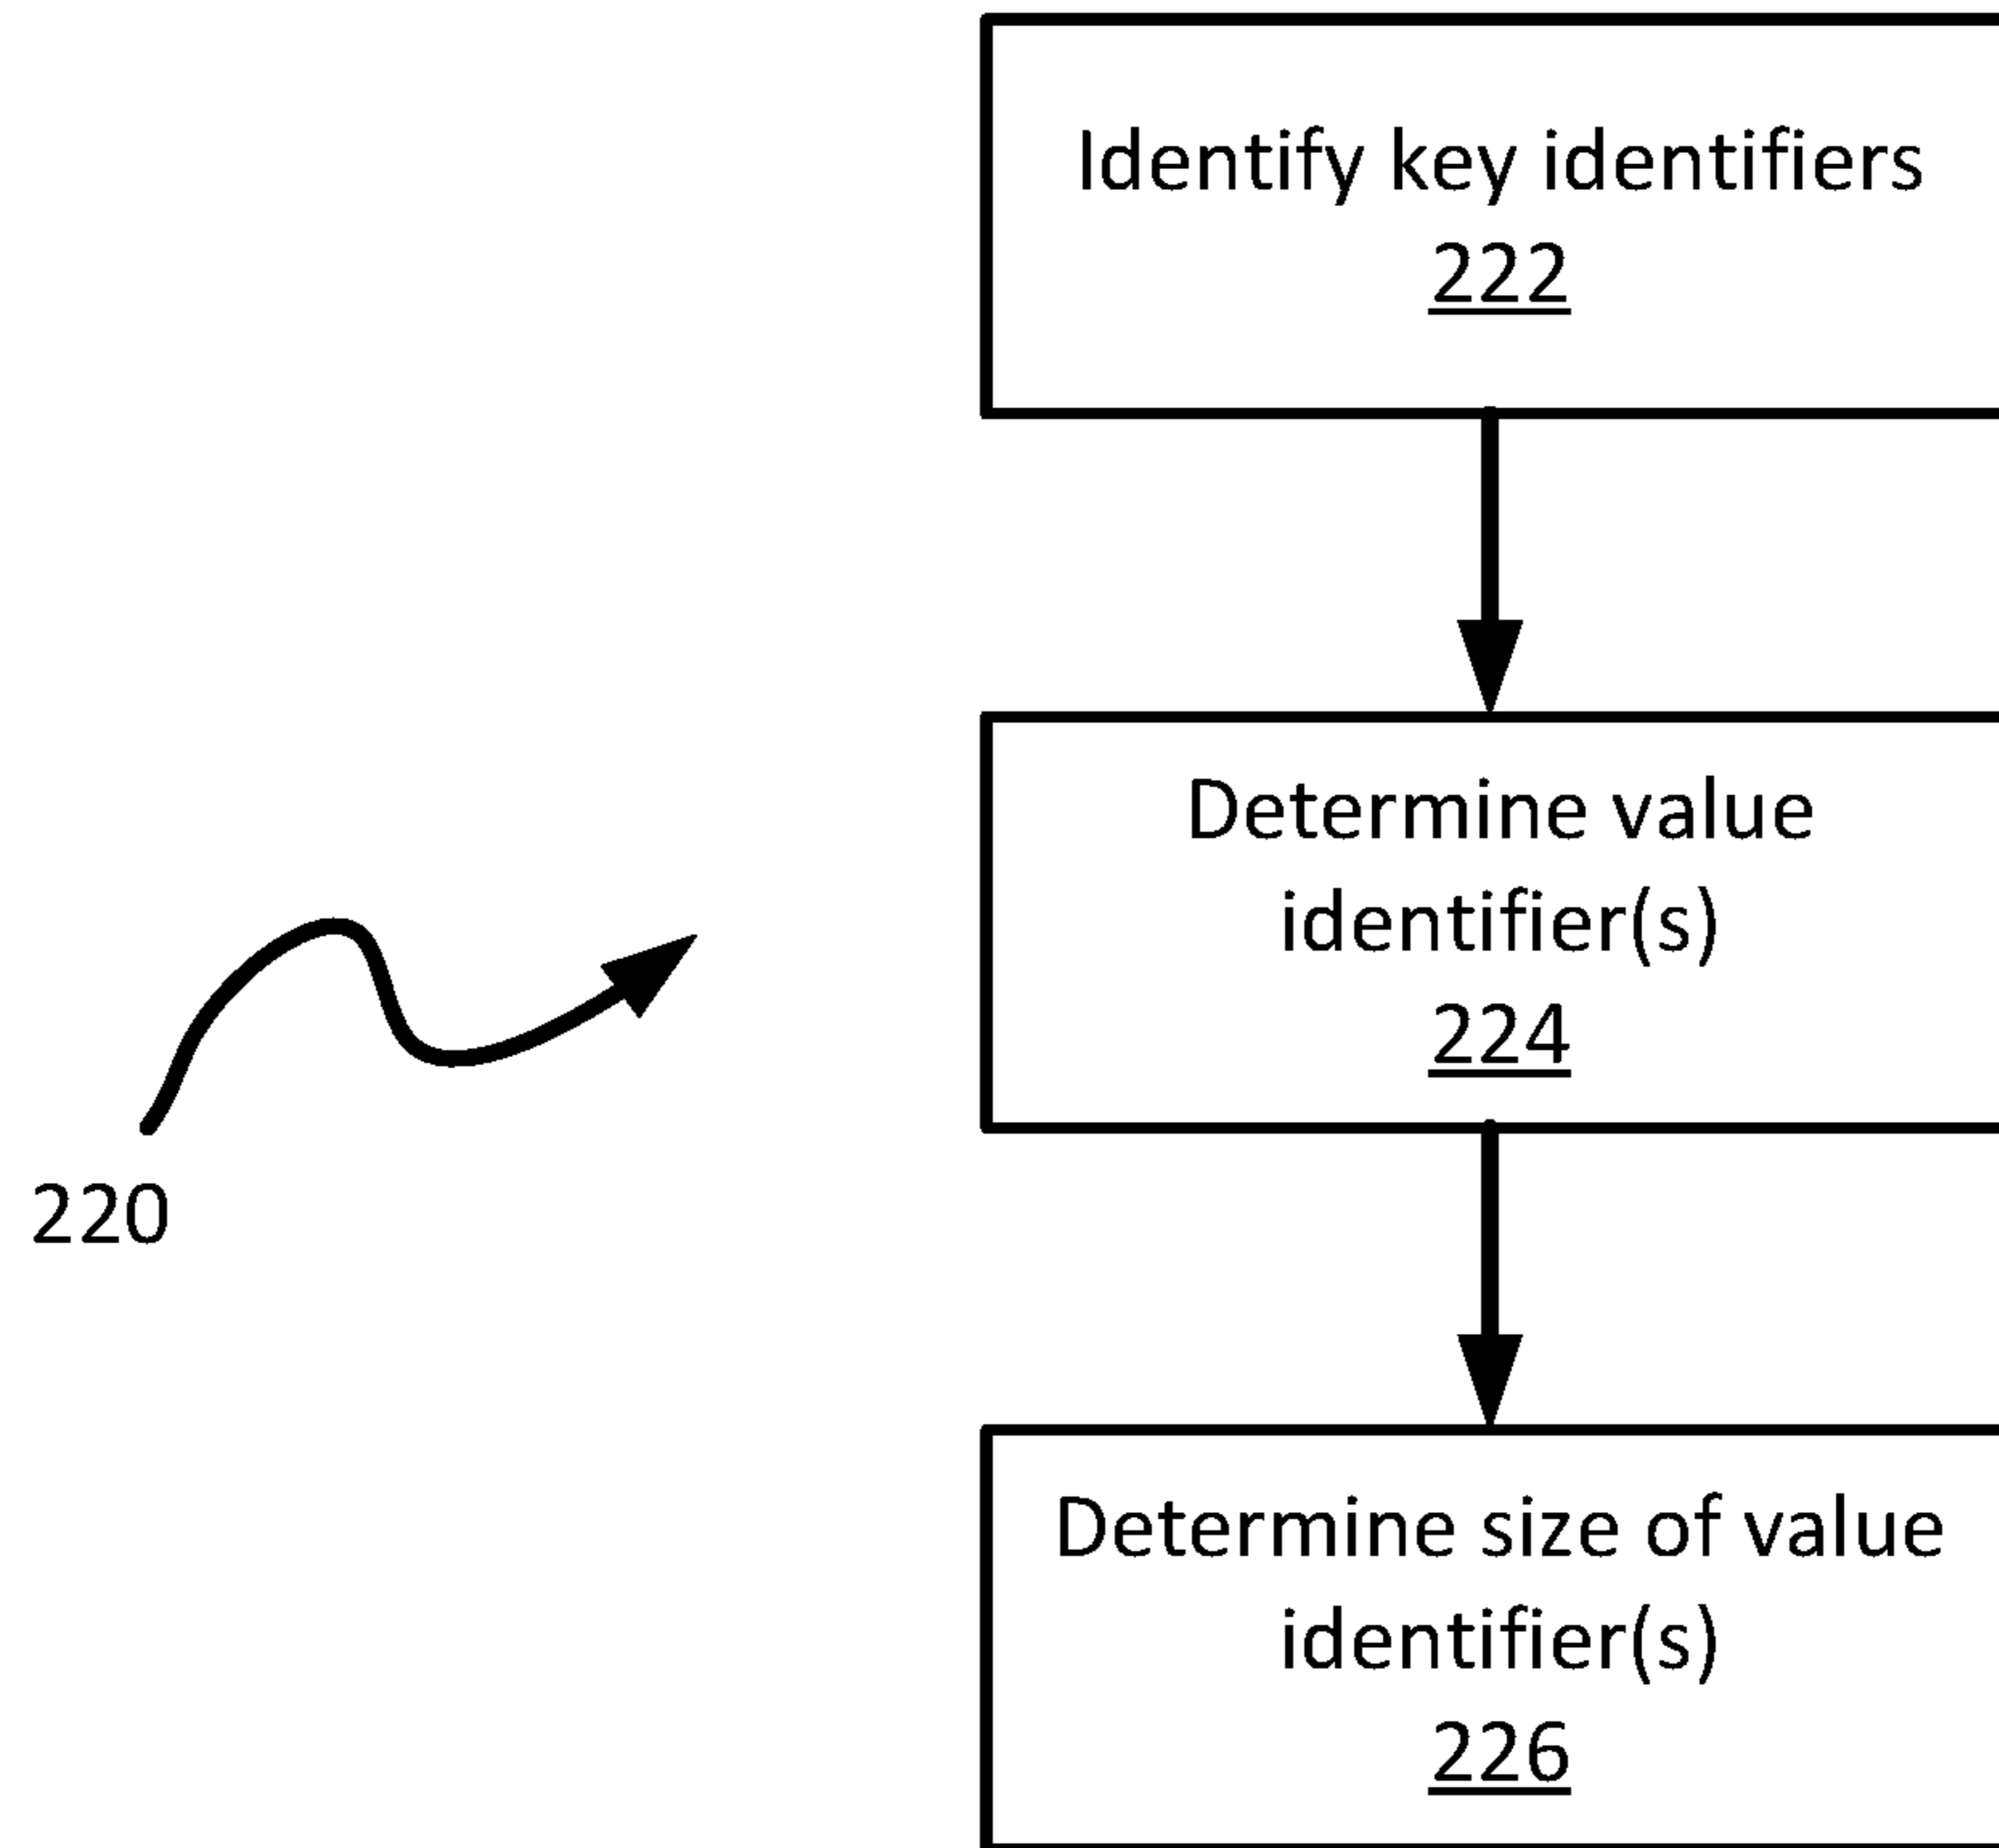 Identify key identifiers
222
Determine value
identifier(s)
224
220
Determine size of value
identifier(s)
226